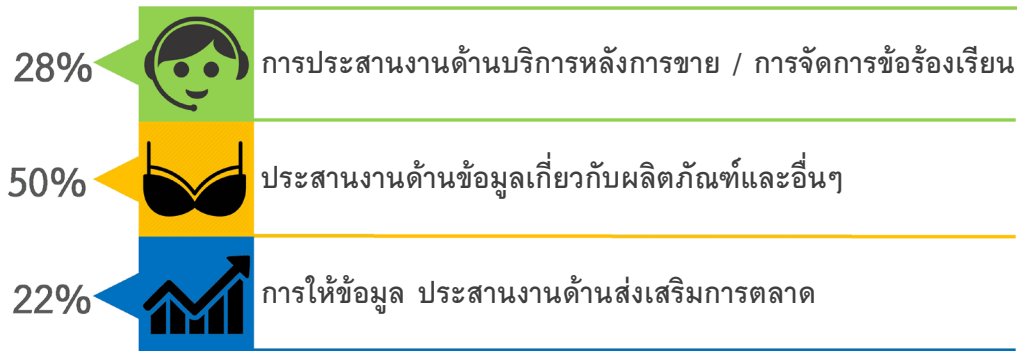 28%
การประสานงานด้านบริการหลังการขาย / การจัดการข้อร้องเรียน
50%
ประสานงานด้านข้อมูลเกี่ยวกับผลิตภัณฑ์และอื่นๆ
22%
การให้ข้อมูล ประสานงานด้านส่งเสริมการตลาด